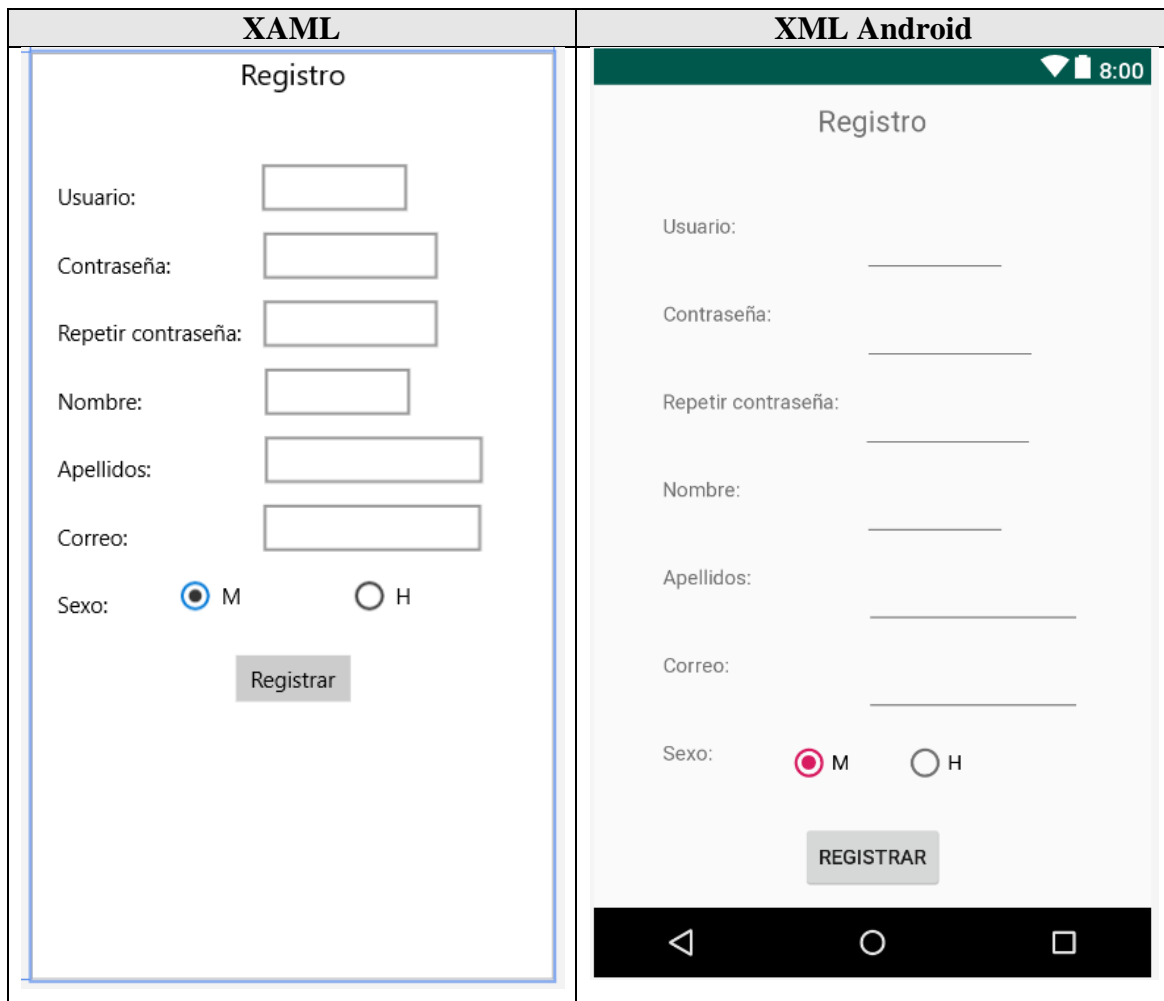 XAML
XML Android
Registro
Usuario:
Contraseña:
Repetir contraseña:
Nombre:
Apellidos:
Correo:
Sexo:
M
H
Registrar
8:00
Registro
Usuario:
Contraseña:
Repetir contraseña:
Nombre:
Apellidos:
Correo:
Sexo:
M
H
REGISTRAR